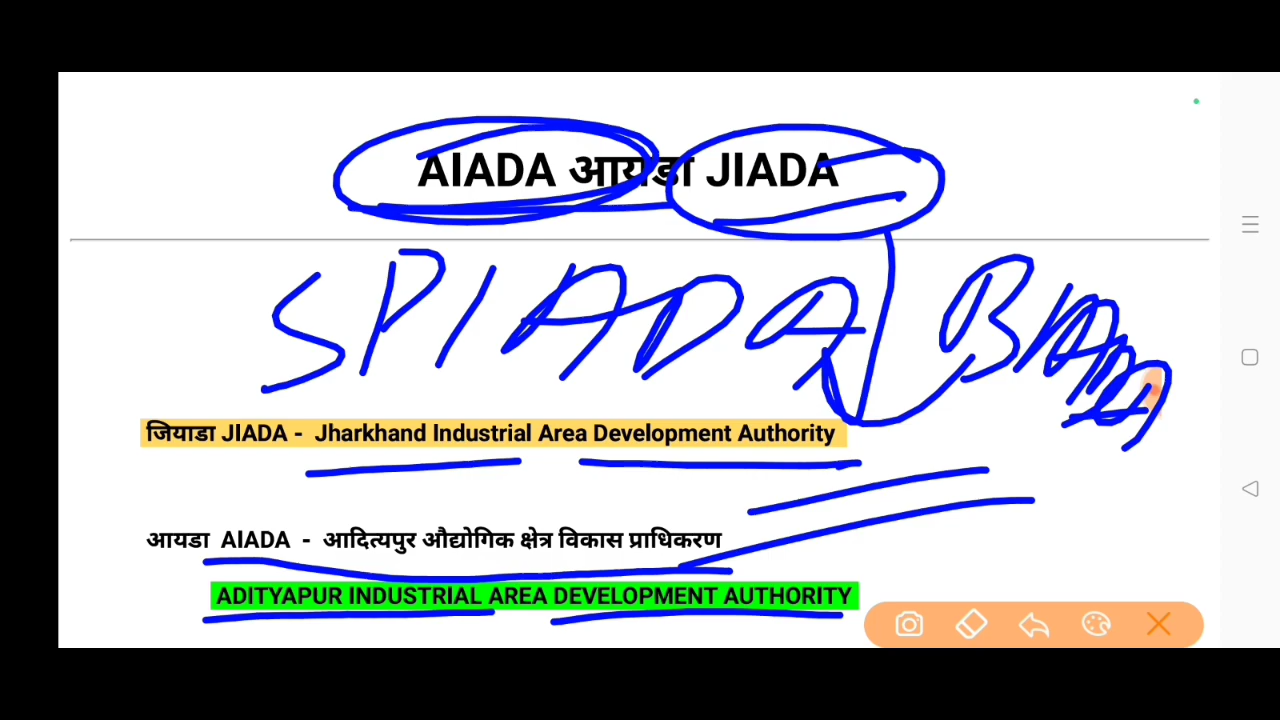 AIADA आयडा JIADA
SPIADA BIADA
जियाडा JIADA - Jharkhand Industrial Area Development Authority
आयडा AIADA - आदित्यपुर औद्योगिक क्षेत्र विकास प्राधिकरण
ADITYAPUR INDUSTRIAL AREA DEVELOPMENT AUTHORITY